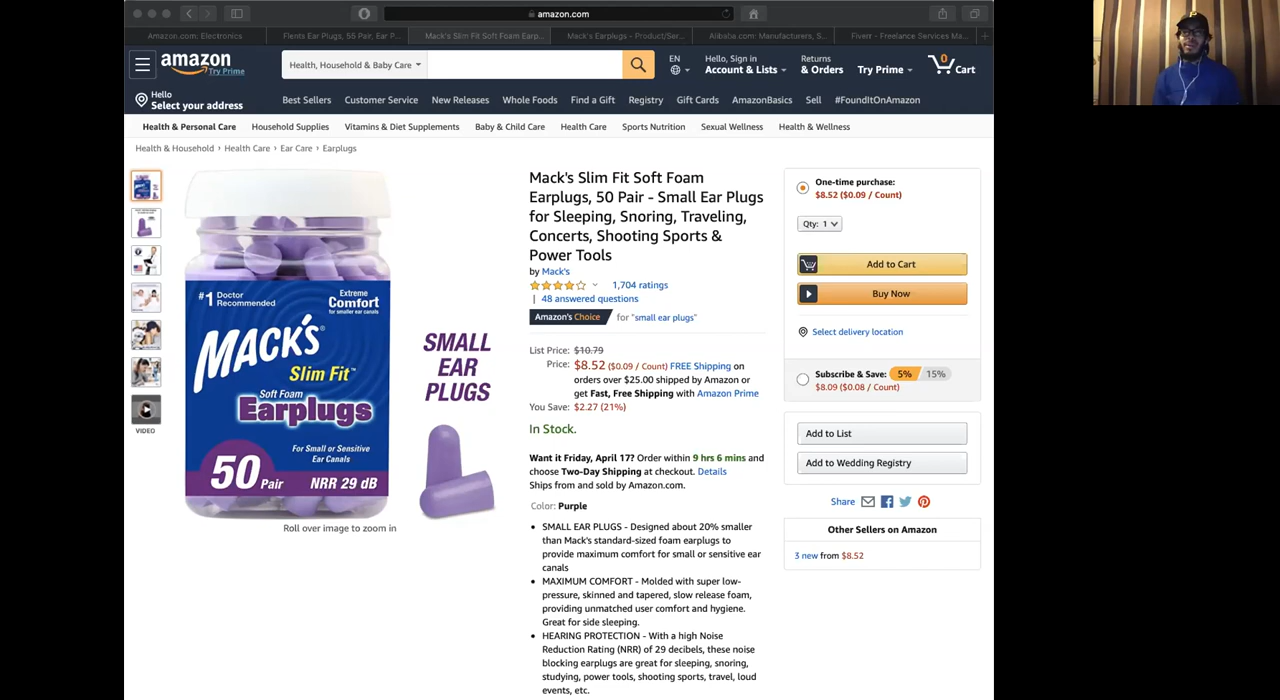 amazon.com
Amazon.com: Electronics
Flents Ear Plugs, 55 Pair, Ear P...
Mack's Slim Fit Soft Foam Earp...
Mack's Earplugs - Product/Ser...
Alibaba.com: Manufacturers, S...
Fiverr - Freelance Services Ma...
amazon
Try Prime
Health, Household & Baby Care
EN
Hello, Sign in
Account & Lists
Returns
& Orders
Try Prime
0
Cart
Hello
Select your address
Best Sellers
Customer Service
New Releases
Whole Foods
Find a Gift
Registry
Gift Cards
AmazonBasics
Sell
#FoundItOnAmazon
Health & Personal Care
Household Supplies
Vitamins & Diet Supplements
Baby & Child Care
Health Care
Sports Nutrition
Sexual Wellness
Health & Wellness
Health & Household › Health Care › Ear Care › Earplugs
VIDEO
#1 Doctor
Recommended
Extreme
Comfort
for smaller ear canals
MACK'S®
Slim Fit™
Soft Foam
Earplugs
For Small or Sensitive
Ear Canals
50 Pair
NRR 29 dB
SMALL
EAR
PLUGS
Roll over image to zoom in
Mack's Slim Fit Soft Foam
Earplugs, 50 Pair - Small Ear Plugs
for Sleeping, Snoring, Traveling,
Concerts, Shooting Sports &
Power Tools
by Mack's
1,704 ratings
| 48 answered questions
Amazon's Choice for "small ear plugs"
List Price: $10.79
Price: $8.52 ($0.09 / Count) FREE Shipping on
orders over $25.00 shipped by Amazon or
get Fast, Free Shipping with Amazon Prime
You Save: $2.27 (21%)
In Stock.
Want it Friday, April 17? Order within 9 hrs 6 mins and
choose Two-Day Shipping at checkout. Details
Ships from and sold by Amazon.com.
Color: Purple
• SMALL EAR PLUGS - Designed about 20% smaller
than Mack's standard-sized foam earplugs to
provide maximum comfort for small or sensitive ear
canals
• MAXIMUM COMFORT - Molded with super low-
pressure, skinned and tapered, slow release foam,
providing unmatched user comfort and hygiene.
Great for side sleeping.
• HEARING PROTECTION - With a high Noise
Reduction Rating (NRR) of 29 decibels, these noise
blocking earplugs are great for sleeping, snoring,
studying, power tools, shooting sports, travel, loud
events, etc.
One-time purchase:
$8.52 ($0.09 / Count)
Qty: 1
Add to Cart
Buy Now
Select delivery location
Subscribe & Save: 5% 15%
$8.09 ($0.08 / Count)
Add to List
Add to Wedding Registry
Share
Other Sellers on Amazon
3 new from $8.52